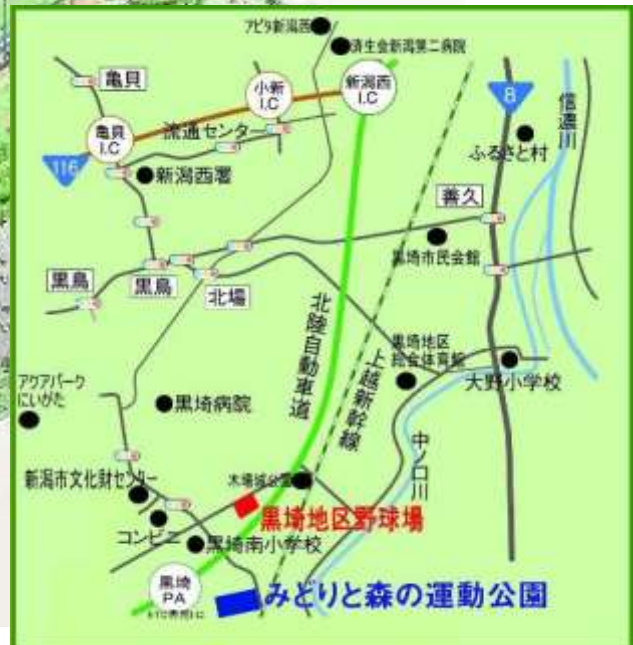 アピタ新潟西
済生会新潟第二病院
亀貝
小新
I.C
新潟西
I.C
8
信濃川
亀貝
I.C
流通センター
ふるさと村
116
新潟西署
善久
黒埼市民会館
黒鳥
黒鳥
北場
北陸自動車道
上越新幹線
黒埼地区
総合体育館
大野小学校
アクアパーク
にいがた
黒埼病院
中ノ口川
新潟市文化財センター
木場城公園
黒埼地区野球場
コンビニ
黒埼南小学校
黒埼
PA
みどりと森の運動公園